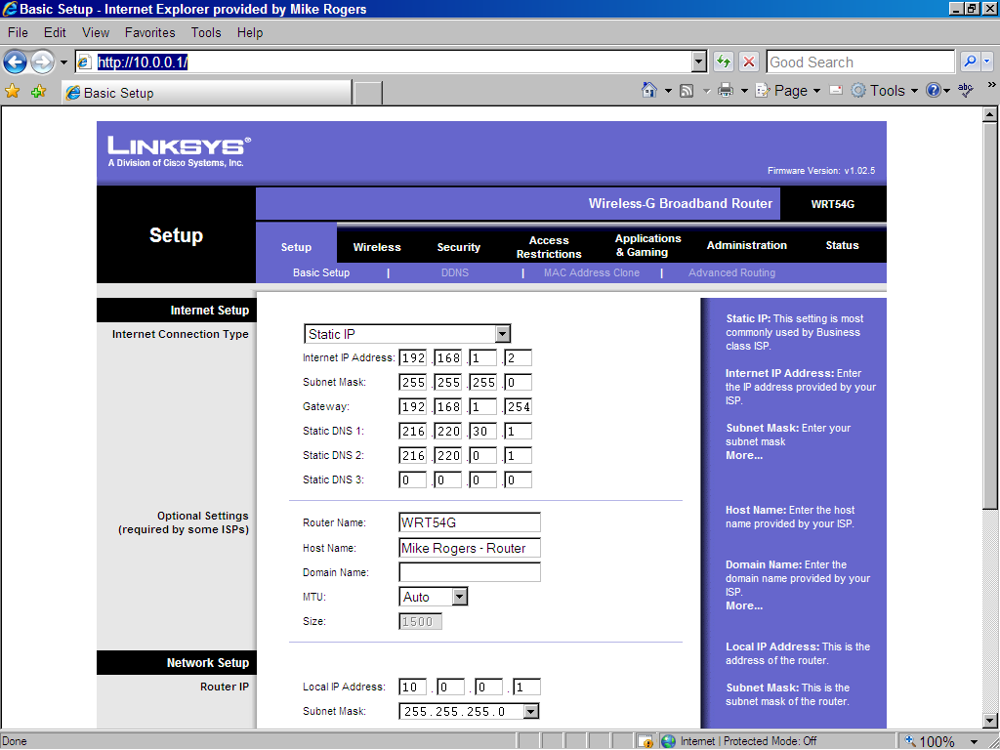 Basic Setup - Internet Explorer provided by Mike Rogers
File Edit View Favorites Tools Help
http://10.0.0.1/
Good Search
Basic Setup
Page Tools abc »
LINKSYS®
A Division of Cisco Systems, Inc.
Firmware Version: v1.02.5
Wireless-G Broadband Router WRT54G
Setup
Setup Wireless Security Access Restrictions Applications & Gaming Administration Status
Basic Setup | DDNS | MAC Address Clone | Advanced Routing
Internet Setup
Internet Connection Type
Static IP
Internet IP Address: 192 . 168 . 1 . 2
Subnet Mask: 255 . 255 . 255 . 0
Gateway: 192 . 168 . 1 . 254
Static DNS 1: 216 . 220 . 30 . 1
Static DNS 2: 216 . 220 . 0 . 1
Static DNS 3: 0 . 0 . 0 . 0
Optional Settings
(required by some ISPs)
Router Name: WRT54G
Host Name: Mike Rogers - Router
Domain Name:
MTU: Auto
Size: 1500
Network Setup
Router IP
Local IP Address: 10 . 0 . 0 . 1
Subnet Mask: 255.255.255.0
Static IP: This setting is most
commonly used by Business
class ISP.
Internet IP Address: Enter
the IP address provided by your
ISP.
Subnet Mask: Enter your
subnet mask
More...
Host Name: Enter the host
name provided by your ISP.
Domain Name: Enter the
domain name provided by your
ISP.
More...
Local IP Address: This is the
address of the router.
Subnet Mask: This is the
subnet mask of the router.
Done Internet | Protected Mode: Off 100%